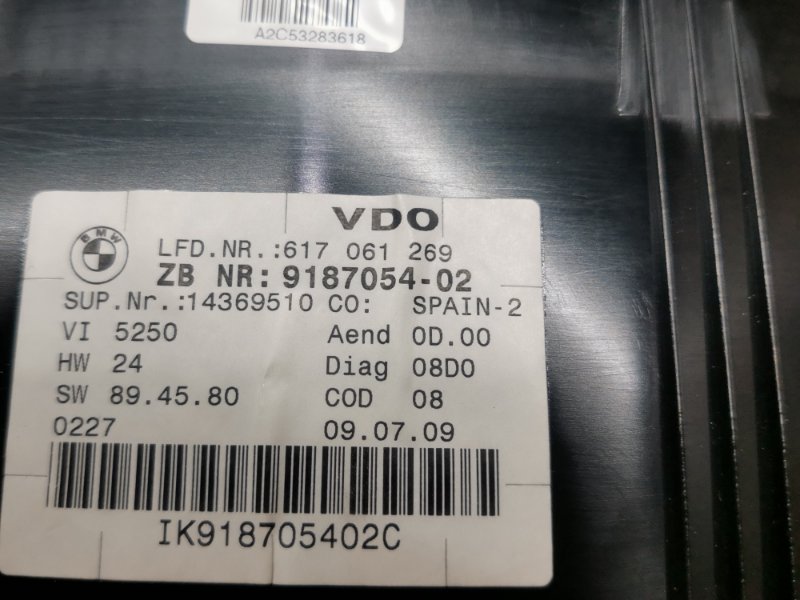 A2C53283618
VDO
BMW
LFD.NR.:617 061 269
ZB NR: 9187054-02
SUP.Nr.:14369510 CO: SPAIN-2
VI 5250 Aend 0D.00
HW 24 Diag 08D0
SW 89.45.80 COD 08
0227 09.07.09
IK918705402C